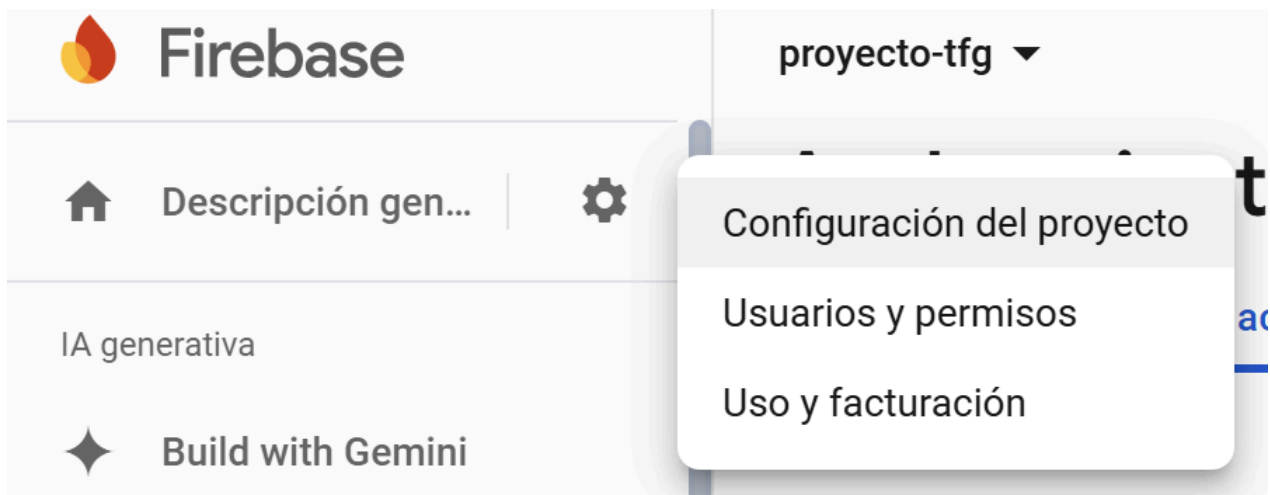 Firebase
proyecto-tfg
Descripción gen...
Configuración del proyecto
Usuarios y permisos
Uso y facturación
IA generativa
Build with Gemini